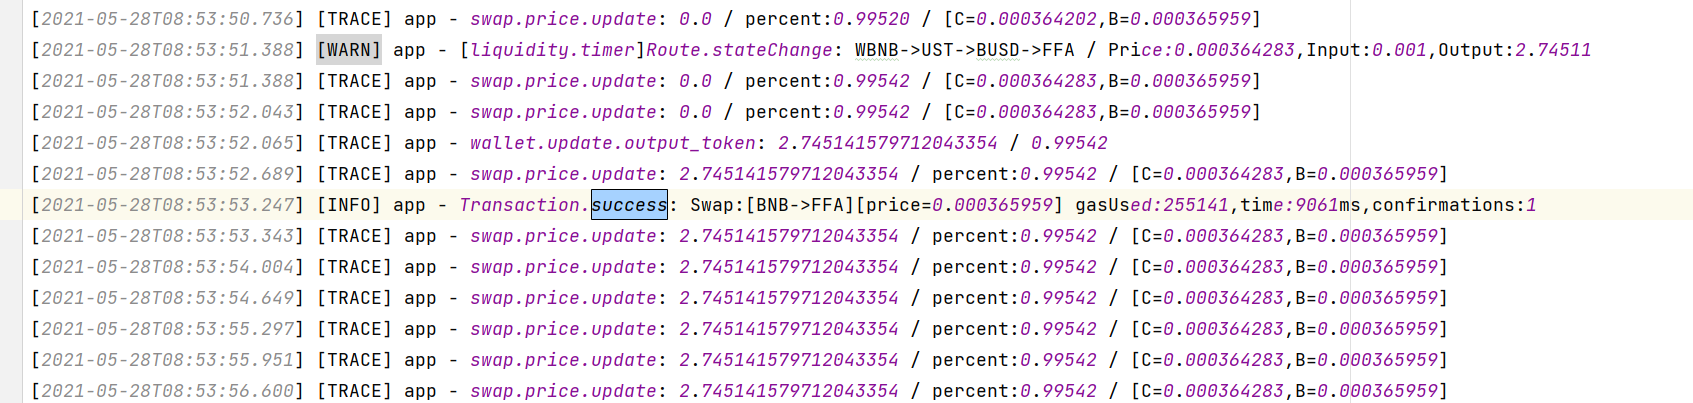 [2021-05-28T08:53:50.736] [TRACE] app - swap.price.update: 0.0 / percent:0.99520 / [C=0.000364202,B=0.000365959]
[2021-05-28T08:53:51.388] [WARN] app - [liquidity.timer]Route.stateChange: WBNB->UST->BUSD->FFA / Price:0.000364283,Input:0.001,Output:2.74511
[2021-05-28T08:53:51.388] [TRACE] app - swap.price.update: 0.0 / percent:0.99542 / [C=0.000364283,B=0.000365959]
[2021-05-28T08:53:52.043] [TRACE] app - swap.price.update: 0.0 / percent:0.99542 / [C=0.000364283,B=0.000365959]
[2021-05-28T08:53:52.065] [TRACE] app - wallet.update.output_token: 2.745141579712043354 / 0.99542
[2021-05-28T08:53:52.689] [TRACE] app - swap.price.update: 2.745141579712043354 / percent:0.99542 / [C=0.000364283,B=0.000365959]
[2021-05-28T08:53:53.247] [INFO] app - Transaction.success: Swap:[BNB->FFA][price=0.000365959] gasUsed:255141,time:9061ms,confirmations:1
[2021-05-28T08:53:53.343] [TRACE] app - swap.price.update: 2.745141579712043354 / percent:0.99542 / [C=0.000364283,B=0.000365959]
[2021-05-28T08:53:54.004] [TRACE] app - swap.price.update: 2.745141579712043354 / percent:0.99542 / [C=0.000364283,B=0.000365959]
[2021-05-28T08:53:54.649] [TRACE] app - swap.price.update: 2.745141579712043354 / percent:0.99542 / [C=0.000364283,B=0.000365959]
[2021-05-28T08:53:55.297] [TRACE] app - swap.price.update: 2.745141579712043354 / percent:0.99542 / [C=0.000364283,B=0.000365959]
[2021-05-28T08:53:55.951] [TRACE] app - swap.price.update: 2.745141579712043354 / percent:0.99542 / [C=0.000364283,B=0.000365959]
[2021-05-28T08:53:56.600] [TRACE] app - swap.price.update: 2.745141579712043354 / percent:0.99542 / [C=0.000364283,B=0.000365959]